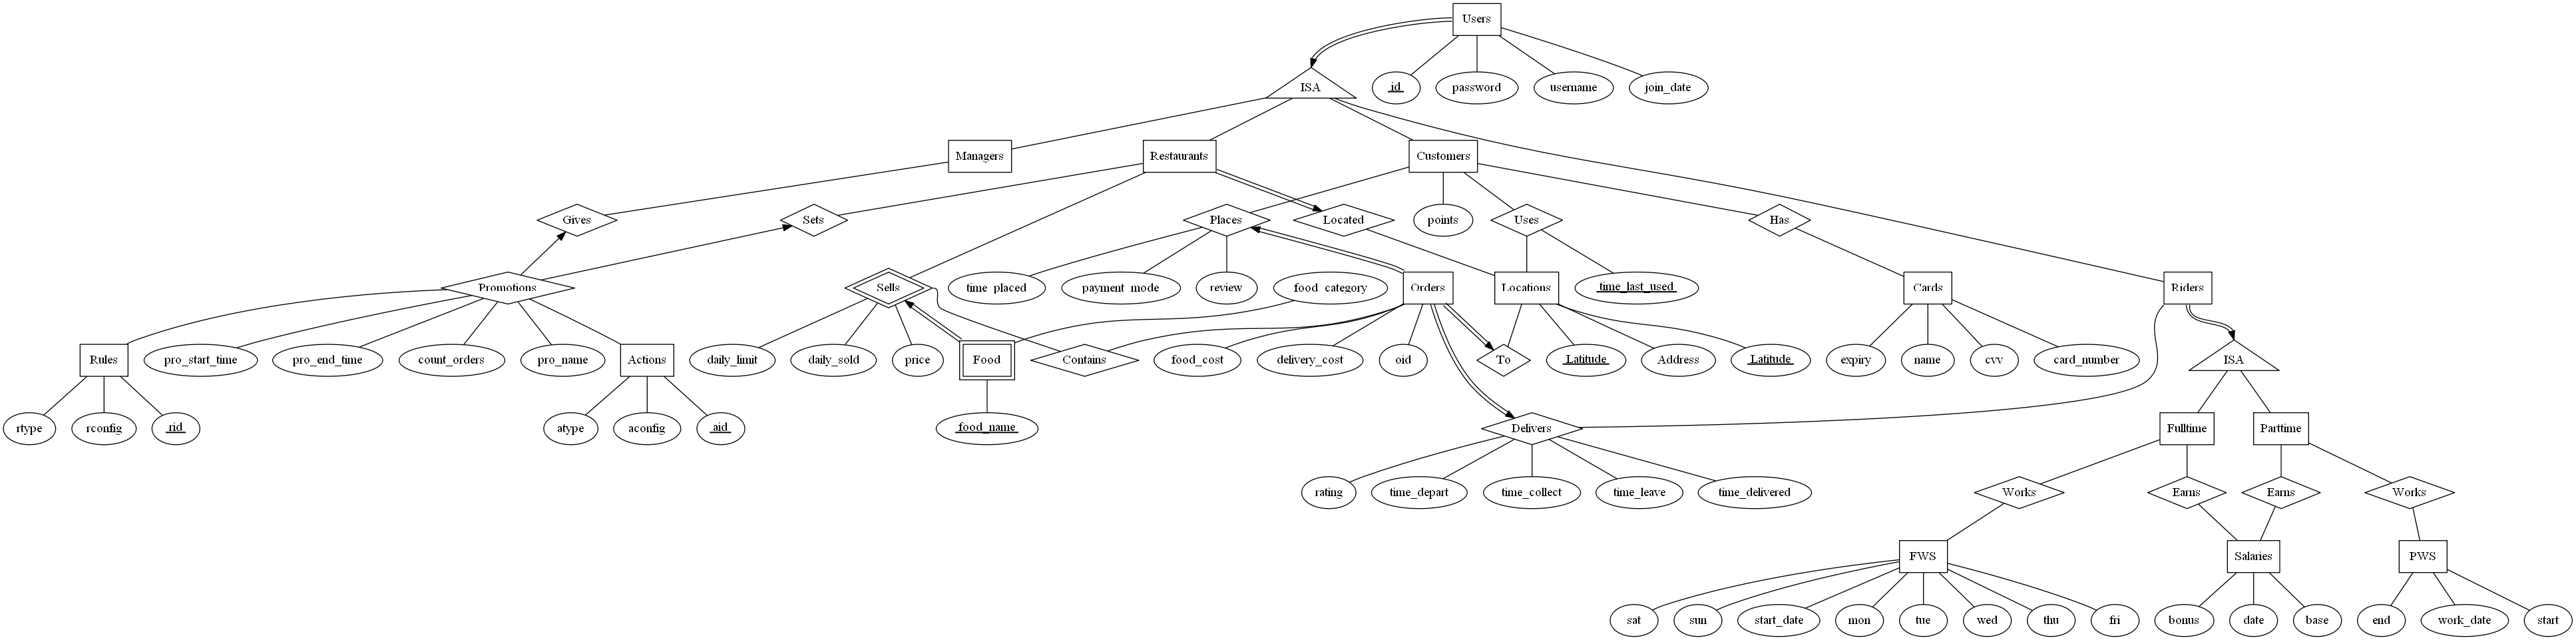 Users
ISA
id
password
username
join_date
Managers
Restaurants
Customers
Gives
Sets
Places
Located
points
Uses
Has
Promotions
Sells
time_placed
payment_mode
review
food_category
Orders
Locations
time_last_used
Cards
Riders
Rules
pro_start_time
pro_end_time
count_orders
pro_name
Actions
daily_limit
daily_sold
price
Food
Contains
food_cost
delivery_cost
oid
To
Latitude
Address
Latitude
expiry
name
cvv
card_number
ISA
rtype
rconfig
rid
atype
aconfig
aid
food_name
Delivers
Fulltime
Parttime
rating
time_depart
time_collect
time_leave
time_delivered
Works
Earns
Earns
Works
FWS
Salaries
PWS
sat
sun
start_date
mon
tue
wed
thu
fri
bonus
date
base
end
work_date
start